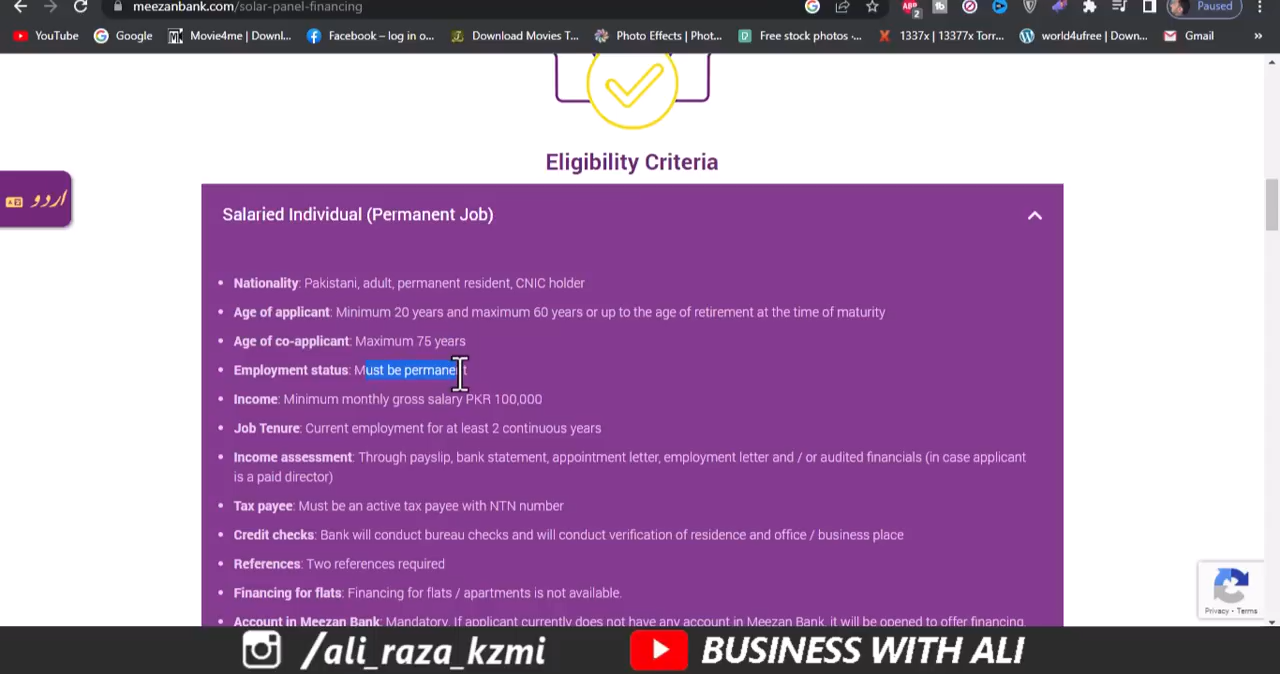 meezanbank.com/solar-panel-financing
ABP
2
Paused
YouTube
Google
Movie4me | Downl...
Facebook – log in o...
Download Movies T...
Photo Effects | Phot...
Free stock photos -...
1337x | 13377x Torr...
world4ufree | Down...
Gmail
»
Eligibility Criteria
اردو
Salaried Individual (Permanent Job)
• Nationality: Pakistani, adult, permanent resident, CNIC holder
• Age of applicant: Minimum 20 years and maximum 60 years or up to the age of retirement at the time of maturity
• Age of co-applicant: Maximum 75 years
• Employment status: Must be permanent
• Income: Minimum monthly gross salary PKR 100,000
• Job Tenure: Current employment for at least 2 continuous years
• Income assessment: Through payslip, bank statement, appointment letter, employment letter and / or audited financials (in case applicant
is a paid director)
• Tax payee: Must be an active tax payee with NTN number
• Credit checks: Bank will conduct bureau checks and will conduct verification of residence and office / business place
• References: Two references required
• Financing for flats: Financing for flats / apartments is not available.
• Account in Meezan Bank: Mandatory. If applicant currently does not have any account in Meezan Bank, it will be opened to offer financing.
Privacy - Terms
/ali_raza_kzmi
BUSINESS WITH ALI